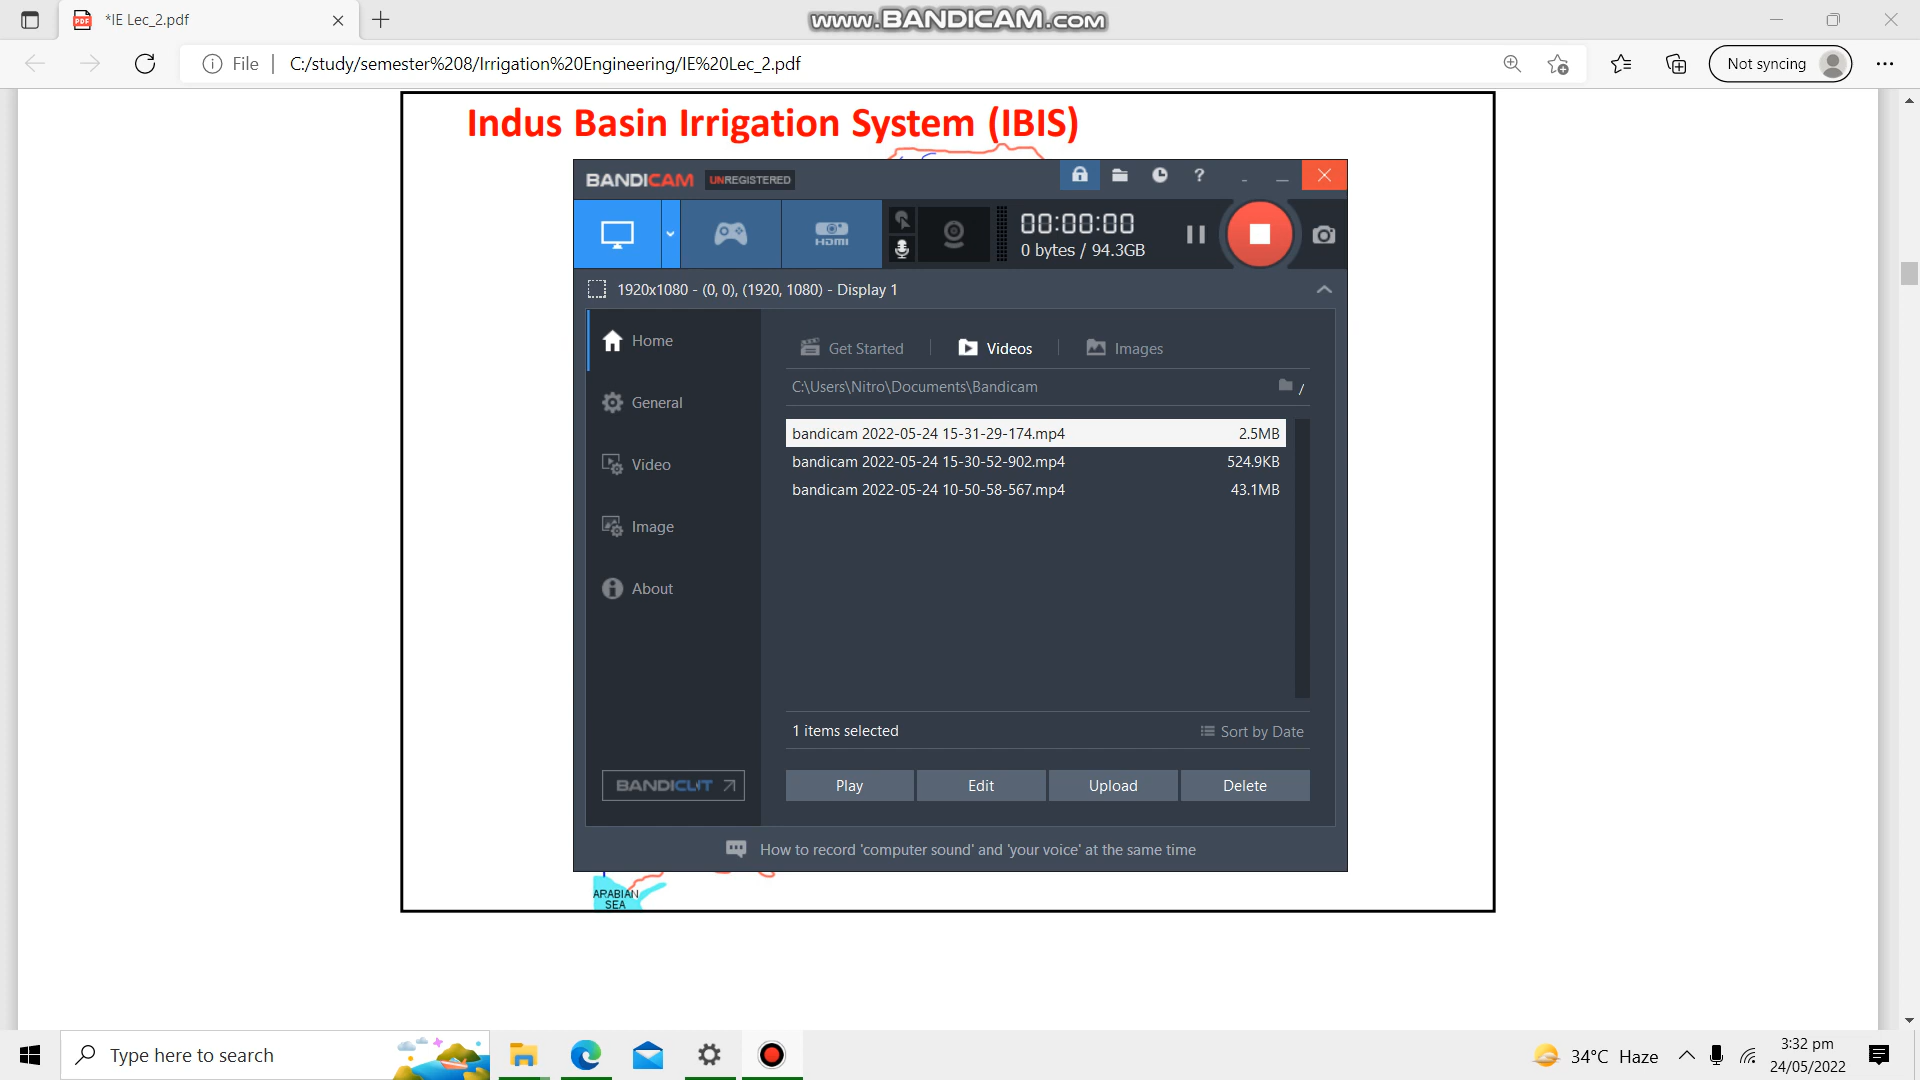 *IE Lec_2.pdf
www.BANDICAM.com
File
C:/study/semester%208/Irrigation%20Engineering/IE%20Lec_2.pdf
Not syncing
Indus Basin Irrigation System (IBIS)
BANDICAM UNREGISTERED
HDMI
00:00:00
0 bytes / 94.3GB
1920x1080 - (0, 0), (1920, 1080) - Display 1
Home
General
Video
Image
About
BANDICUT
Get Started
Videos
Images
C:\Users\Nitro\Documents\Bandicam
/
bandicam 2022-05-24 15-31-29-174.mp4 2.5MB
bandicam 2022-05-24 15-30-52-902.mp4 524.9KB
bandicam 2022-05-24 10-50-58-567.mp4 43.1MB
1 items selected
Sort by Date
Play
Edit
Upload
Delete
How to record 'computer sound' and 'your voice' at the same time
ARABIAN
SEA
Type here to search
34°C Haze
3:32 pm
24/05/2022